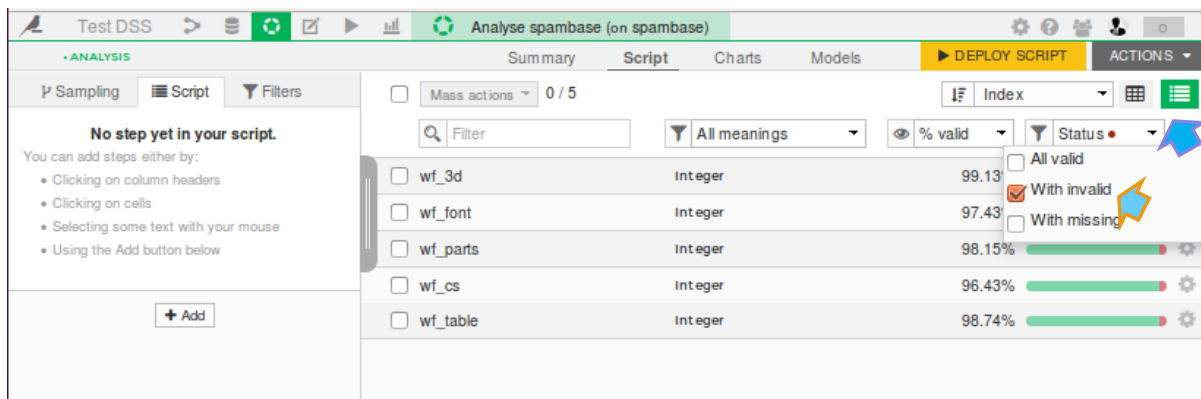 Test DSS Analyse spambase (on spambase) o
• ANALYSIS Summary Script Charts Models DEPLOY SCRIPT ACTIONS
Sampling Script Filters Mass actions 0 / 5 Index
No step yet in your script. Filter All meanings % valid Status
You can add steps either by:
• Clicking on column headers
• Clicking on cells
• Selecting some text with your mouse
• Using the Add button below
+ Add
All valid
With invalid
With missing
wf_3d Integer 99.13
wf_font Integer 97.43
wf_parts Integer 98.15%
wf_cs Integer 96.43%
wf_table Integer 98.74%